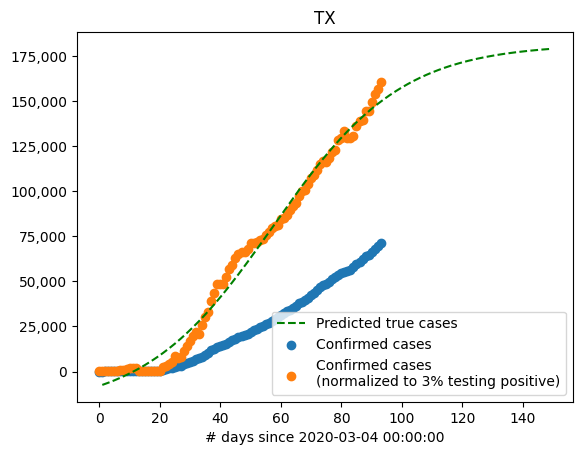 TX
175,000
150,000
125,000
100,000
75,000
50,000
25,000
0
Predicted true cases
Confirmed cases
Confirmed cases
(normalized to 3% testing positive)
0 20 40 60 80 100 120 140
# days since 2020-03-04 00:00:00